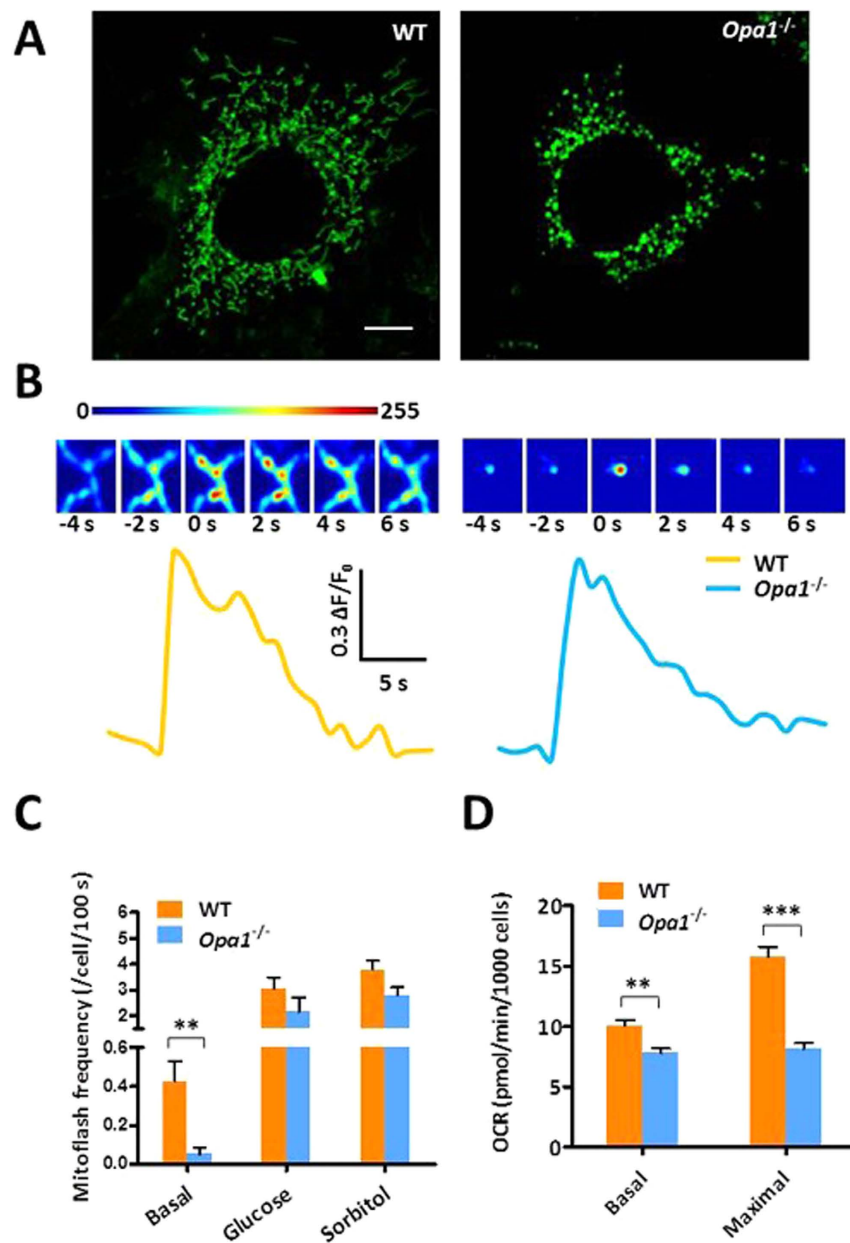 A
WT
Opa1-/-
B
0 255
-4 s -2 s 0 s 2 s 4 s 6 s
-4 s -2 s 0 s 2 s 4 s 6 s
WT
Opa1-/-
0.3 ΔF/F0
5 s
C
Mitoflash frequency (/cell/100 s)
WT
Opa1-/-
6
5
4
3
2
0.6
0.4
0.2
0.0
**
Basal
Glucose
Sorbitol
D
OCR (pmol/min/1000 cells)
WT
Opa1-/-
20
15
10
5
0
**
***
Basal
Maximal